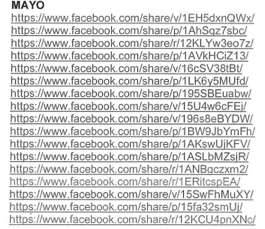 MAYO
https://www.facebook.com/share/v/1EH5dxnQWx/
https://www.facebook.com/share/p/1AhSgz7sbc/
https://www.facebook.com/share/r/12KLYw3eo7z/
https://www.facebook.com/share/p/1AVkHCiZ13/
https://www.facebook.com/share/v/16cSV38tBt/
https://www.facebook.com/share/p/1LK6y5MUfd/
https://www.facebook.com/share/p/195SBEuabw/
https://www.facebook.com/share/v/15U4w6cFEj/
https://www.facebook.com/share/v/196s8eBYDW/
https://www.facebook.com/share/p/1BW9JbYmFh/
https://www.facebook.com/share/p/1AKswUjKFV/
https://www.facebook.com/share/p/1ASLbMZsjR/
https://www.facebook.com/share/r/1ANBqczxm2/
https://www.facebook.com/share/r/1ERitcspEA/
https://www.facebook.com/share/v/15SwFhMuXY/
https://www.facebook.com/share/p/15fa32smUj/
https://www.facebook.com/share/r/12KCU4pnXNc/